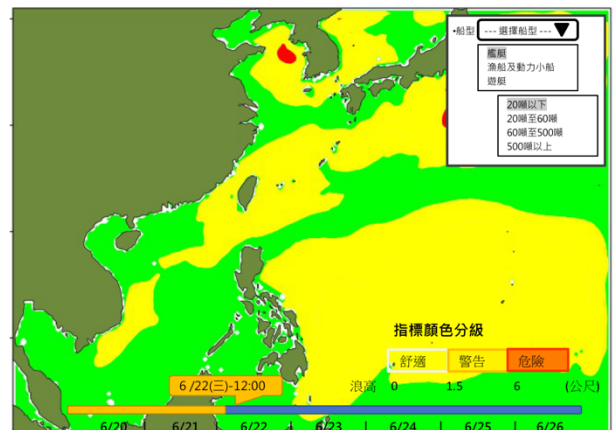 •船型 --- 選擇船型 ---
艦艇
漁船及動力小船
遊艇
20噸以下
20噸至60噸
60噸至500噸
500噸以上
指標顏色分級
舒適 警告 危險
浪高 0 1.5 6 (公尺)
6 /22(三)-12:00
6/20 6/21 6/22 6/23 6/24 6/25 6/26